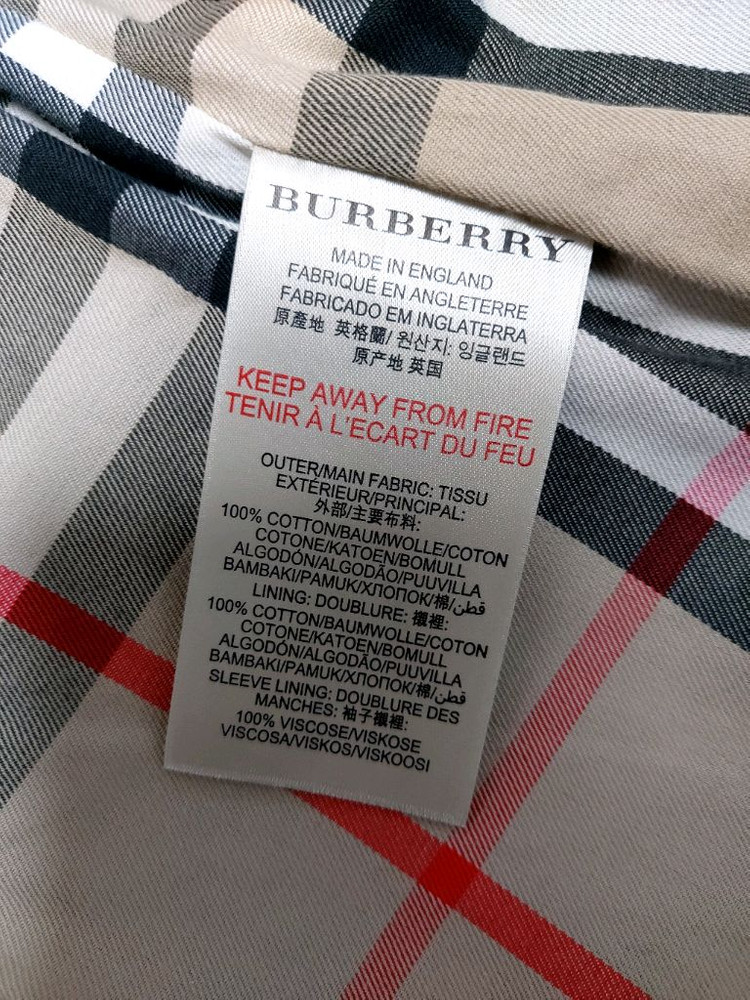 BURBERRY
MADE IN ENGLAND
FABRIQUÉ EN ANGLETERRE
FABRICADO EM INGLATERRA
原產地 英格蘭/ 원산지: 잉글랜드
原产地 英国
KEEP AWAY FROM FIRE
TENIR À L'ECART DU FEU
OUTER/MAIN FABRIC: TISSU
EXTÉRIEUR/PRINCIPAL:
外部/主要布料:
100% COTTON/BAUMWOLLE/COTON
COTONE/KATOEN/BOMULL
ALGODÓN/ALGODÃO/PUUVILLA
BAMBAKI/PAMUK/ХЛОПОК/棉/قطن
LINING: DOUBLURE: 襯裡:
100% COTTON/BAUMWOLLE/COTON
COTONE/KATOEN/BOMULL
ALGODÓN/ALGODÃO/PUUVILLA
BAMBAKI/PAMUK/ХЛОПОК/棉/قطن
SLEEVE LINING: DOUBLURE DES
MANCHES: 袖子襯裡:
100% VISCOSE/VISKOSE
VISCOSA/VISKOS/VISKOOSI